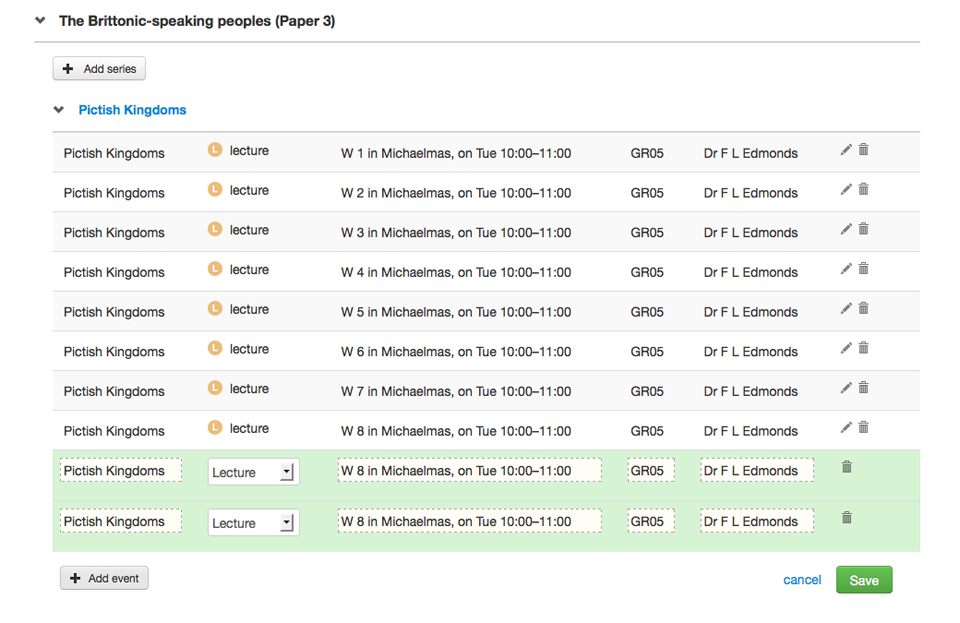 The Brittonic-speaking peoples (Paper 3)
Add series
Pictish Kingdoms
Pictish Kingdoms L lecture W 1 in Michaelmas, on Tue 10:00–11:00 GR05 Dr F L Edmonds
Pictish Kingdoms L lecture W 2 in Michaelmas, on Tue 10:00–11:00 GR05 Dr F L Edmonds
Pictish Kingdoms L lecture W 3 in Michaelmas, on Tue 10:00–11:00 GR05 Dr F L Edmonds
Pictish Kingdoms L lecture W 4 in Michaelmas, on Tue 10:00–11:00 GR05 Dr F L Edmonds
Pictish Kingdoms L lecture W 5 in Michaelmas, on Tue 10:00–11:00 GR05 Dr F L Edmonds
Pictish Kingdoms L lecture W 6 in Michaelmas, on Tue 10:00–11:00 GR05 Dr F L Edmonds
Pictish Kingdoms L lecture W 7 in Michaelmas, on Tue 10:00–11:00 GR05 Dr F L Edmonds
Pictish Kingdoms L lecture W 8 in Michaelmas, on Tue 10:00–11:00 GR05 Dr F L Edmonds
Pictish Kingdoms Lecture W 8 in Michaelmas, on Tue 10:00–11:00 GR05 Dr F L Edmonds
Pictish Kingdoms Lecture W 8 in Michaelmas, on Tue 10:00–11:00 GR05 Dr F L Edmonds
Add event cancel Save